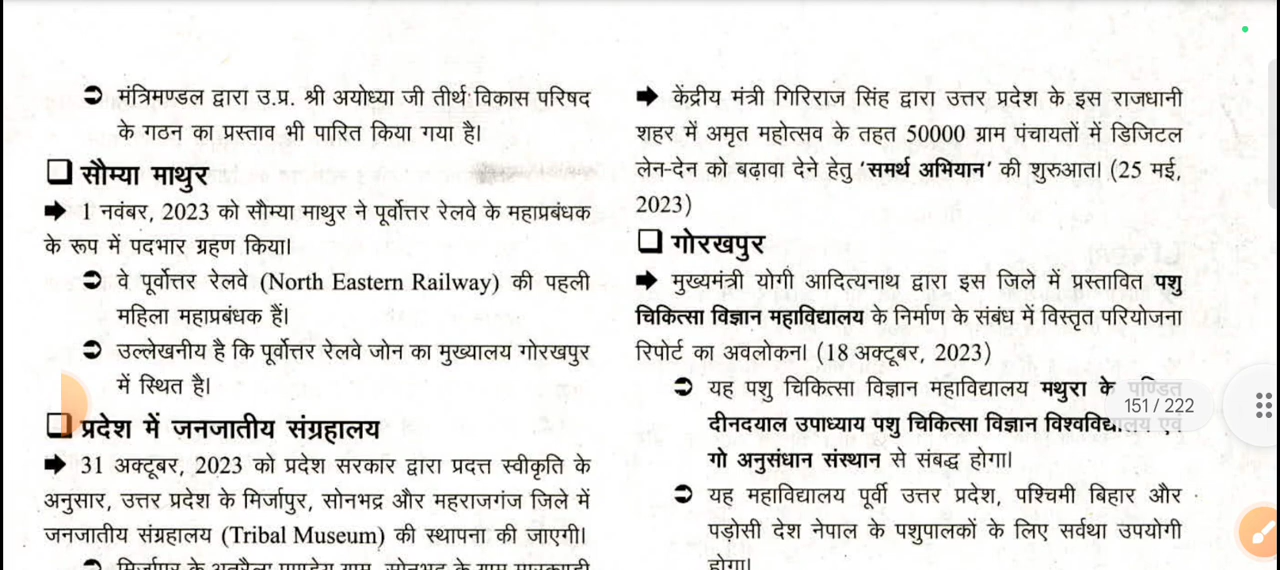 ➲ मंत्रिमण्डल द्वारा उ.प्र. श्री अयोध्या जी तीर्थ विकास परिषद
के गठन का प्रस्ताव भी पारित किया गया है।
❑ सौम्या माथुर
➡ 1 नवंबर, 2023 को सौम्या माथुर ने पूर्वोत्तर रेलवे के महाप्रबंधक
के रूप में पदभार ग्रहण किया।
➲ वे पूर्वोत्तर रेलवे (North Eastern Railway) की पहली
महिला महाप्रबंधक हैं।
➲ उल्लेखनीय है कि पूर्वोत्तर रेलवे जोन का मुख्यालय गोरखपुर
में स्थित है।
❑ प्रदेश में जनजातीय संग्रहालय
➡ 31 अक्टूबर, 2023 को प्रदेश सरकार द्वारा प्रदत्त स्वीकृति के
अनुसार, उत्तर प्रदेश के मिर्जापुर, सोनभद्र और महराजगंज जिले में
जनजातीय संग्रहालय (Tribal Museum) की स्थापना की जाएगी।
➲ मिर्जापुर के
➡ केंद्रीय मंत्री गिरिराज सिंह द्वारा उत्तर प्रदेश के इस राजधानी
शहर में अमृत महोत्सव के तहत 50000 ग्राम पंचायतों में डिजिटल
लेन-देन को बढ़ावा देने हेतु ‘समर्थ अभियान’ की शुरुआत। (25 मई,
2023)
❑ गोरखपुर
➡ मुख्यमंत्री योगी आदित्यनाथ द्वारा इस जिले में प्रस्तावित पशु
चिकित्सा विज्ञान महाविद्यालय के निर्माण के संबंध में विस्तृत परियोजना
रिपोर्ट का अवलोकन। (18 अक्टूबर, 2023)
➲ यह पशु चिकित्सा विज्ञान महाविद्यालय मथुरा के पण्डित
दीनदयाल उपाध्याय पशु चिकित्सा विज्ञान विश्वविद्यालय एवं
गो अनुसंधान संस्थान से संबद्ध होगा।
➲ यह महाविद्यालय पूर्वी उत्तर प्रदेश, पश्चिमी बिहार और
पड़ोसी देश नेपाल के पशुपालकों के लिए सर्वथा उपयोगी
होगा।
151 / 222